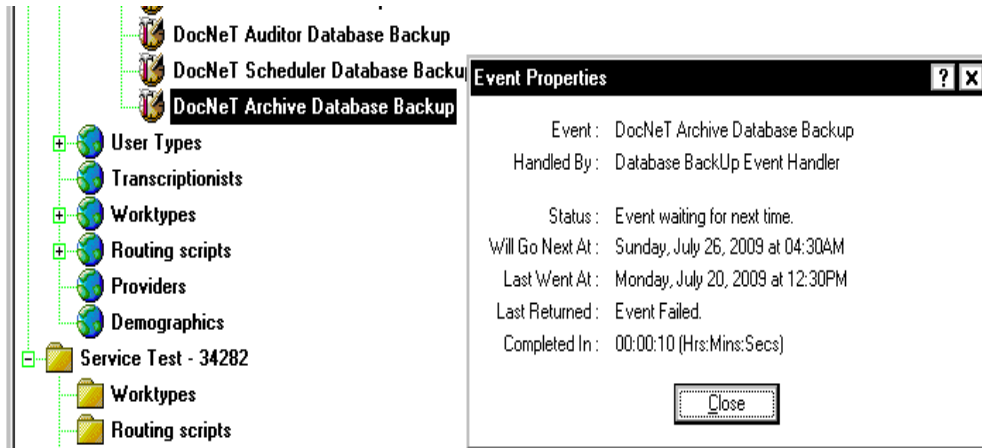 DocNeT Auditor Database Backup
DocNeT Scheduler Database Backup
DocNeT Archive Database Backup
User Types
Transcriptionists
Worktypes
Routing scripts
Providers
Demographics
Service Test - 34282
Worktypes
Routing scripts
Event Properties
Event : DocNeT Archive Database Backup
Handled By : Database BackUp Event Handler
Status : Event waiting for next time.
Will Go Next At : Sunday, July 26, 2009 at 04:30AM
Last Went At : Monday, July 20, 2009 at 12:30PM
Last Returned : Event Failed.
Completed In : 00:00:10 (Hrs:Mins:Secs)
Close